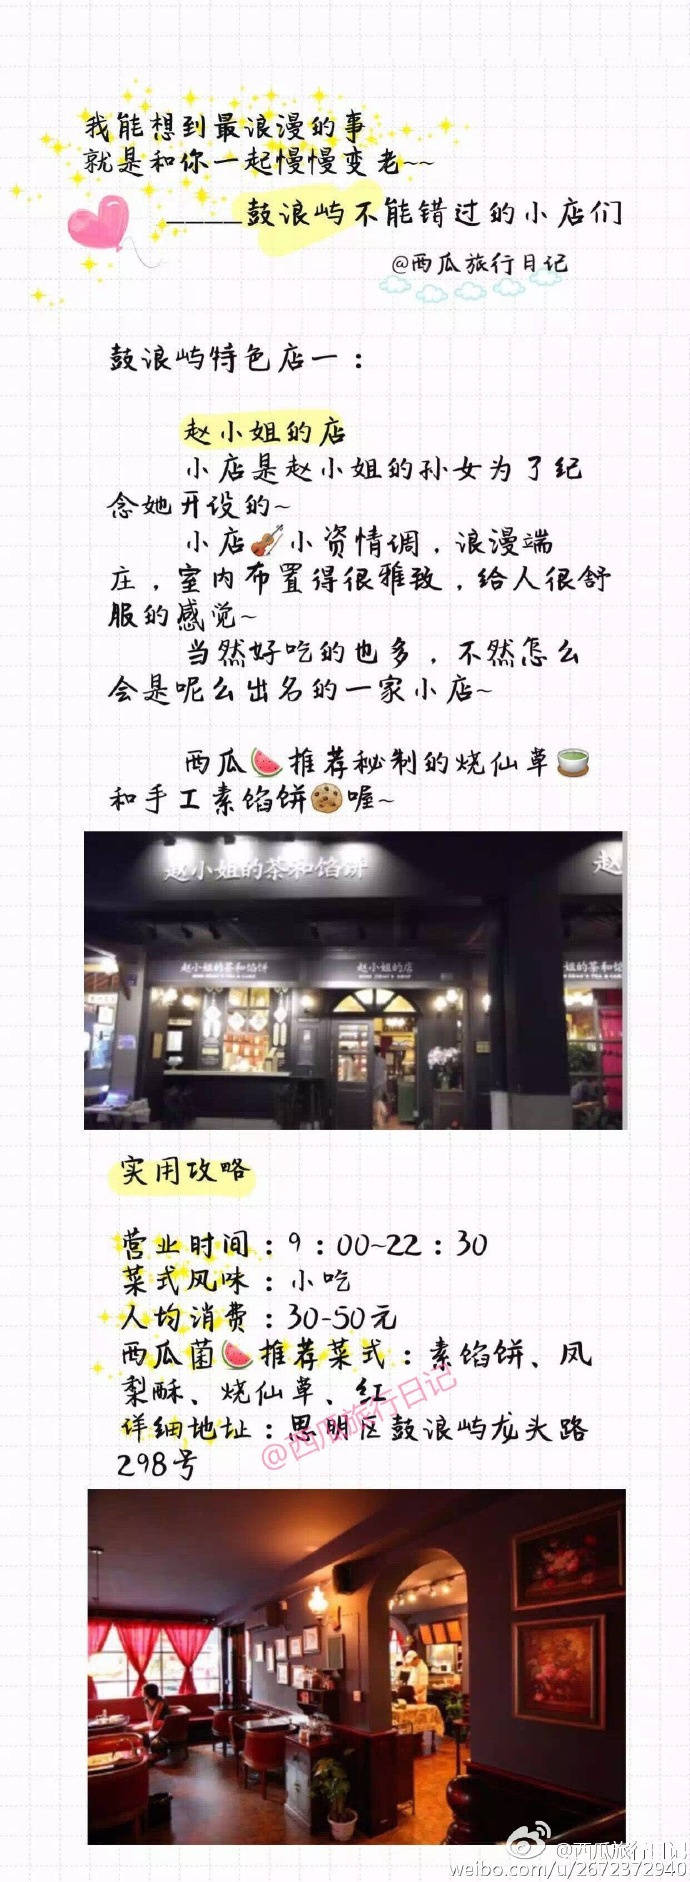 我能想到最浪漫的事
就是和你一起慢慢变老~~
____鼓浪屿不能错过的小店们
@西瓜旅行日记
鼓浪屿特色店一：
赵小姐的店
小店是赵小姐的孙女为了纪
念她开设的~
小店🎻小资情调，浪漫端
庄，室内布置得很雅致，给人很舒
服的感觉~
当然好吃的也多，不然怎么
会是呢么出名的一家小店~
西瓜🍉推荐秘制的烧仙草🍵
和手工素馅饼🍪喔~
赵小姐的茶和馅饼
赵
赵小姐的茶和馅饼
赵小姐的店
姐的茶和馅
实用攻略
营业时间：9：00~22：30
菜式风味：小吃
人均消费：30-50元
西瓜菌🍉推荐菜式：素馅饼、凤
梨酥、烧仙草、红
详细地址：思明区鼓浪屿龙头路
298号
@西瓜旅行日记
@西瓜旅行日记
weibo.com/u/2672372940